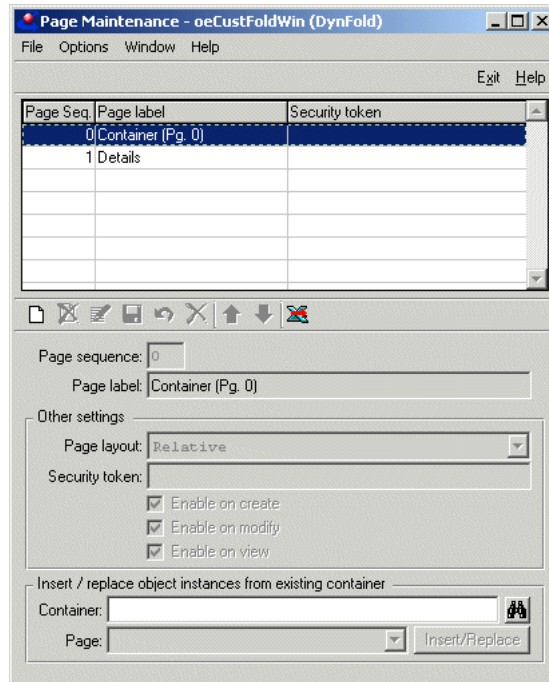 Page Maintenance - oeCustFoldWin (DynFold)
File Options Window Help
Exit Help
Page Seq. Page label Security token
0 Container (Pg. 0)
1 Details
Page sequence: 0
Page label: Container (Pg. 0)
Other settings
Page layout: Relative
Security token:
Enable on create
Enable on modify
Enable on view
Insert / replace object instances from existing container
Container:
Page: Insert/Replace